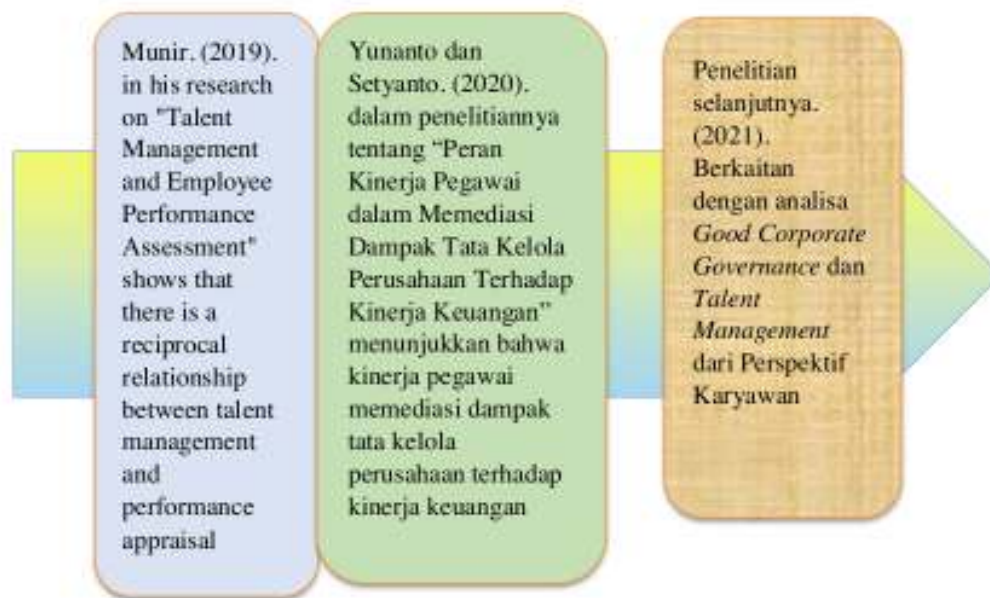 Munir. (2019).
in his research
on "Talent
Management
and Employee
Performance
Assessment"
shows that
there is a
reciprocal
relationship
between talent
management
and
performance
appraisal
Yunanto dan
Setyanto. (2020).
dalam penelitiannya
tentang “Peran
Kinerja Pegawai
dalam Memediasi
Dampak Tata Kelola
Perusahaan Terhadap
Kinerja Keuangan”
menunjukkan bahwa
kinerja pegawai
memediasi dampak
tata kelola
perusahaan terhadap
kinerja keuangan
Penelitian
selanjutnya.
(2021).
Berkaitan
dengan analisa
Good Corporate
Governance dan
Talent
Management
dari Perspektif
Karyawan